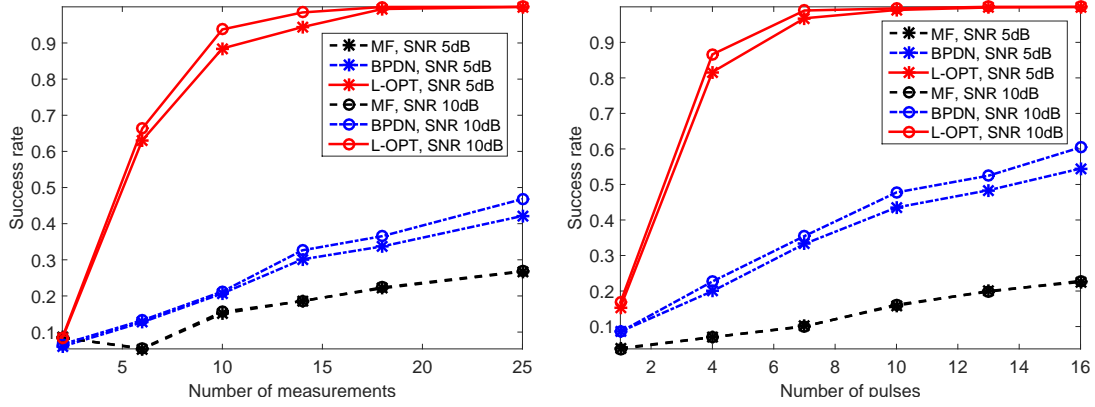 0.9
0.8
0.7
0.6
0.5
0.4
0.3
0.2
0.1
Success rate
MF, SNR 5dB
BPDN, SNR 5dB
L-OPT, SNR 5dB
MF, SNR 10dB
BPDN, SNR 10dB
L-OPT, SNR 10dB
5 10 15 20 25
Number of measurements
0.9
0.8
0.7
0.6
0.5
0.4
0.3
0.2
0.1
Success rate
MF, SNR 5dB
BPDN, SNR 5dB
L-OPT, SNR 5dB
MF, SNR 10dB
BPDN, SNR 10dB
L-OPT, SNR 10dB
2 4 6 8 10 12 14 16
Number of pulses